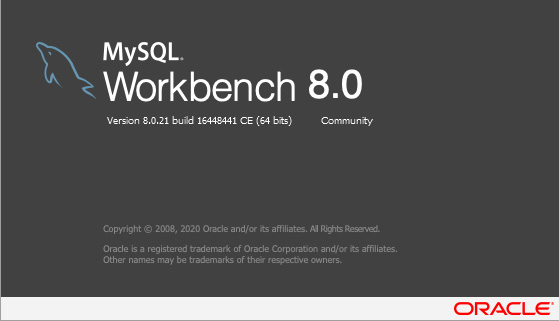 MySQL®
Workbench 8.0
Version 8.0.21 build 16448441 CE (64 bits) Community
Copyright © 2008, 2020 Oracle and/or its affiliates. All Rights Reserved.
Oracle is a registered trademark of Oracle Corporation and/or its affiliates.
Other names may be trademarks of their respective owners.
ORACLE®